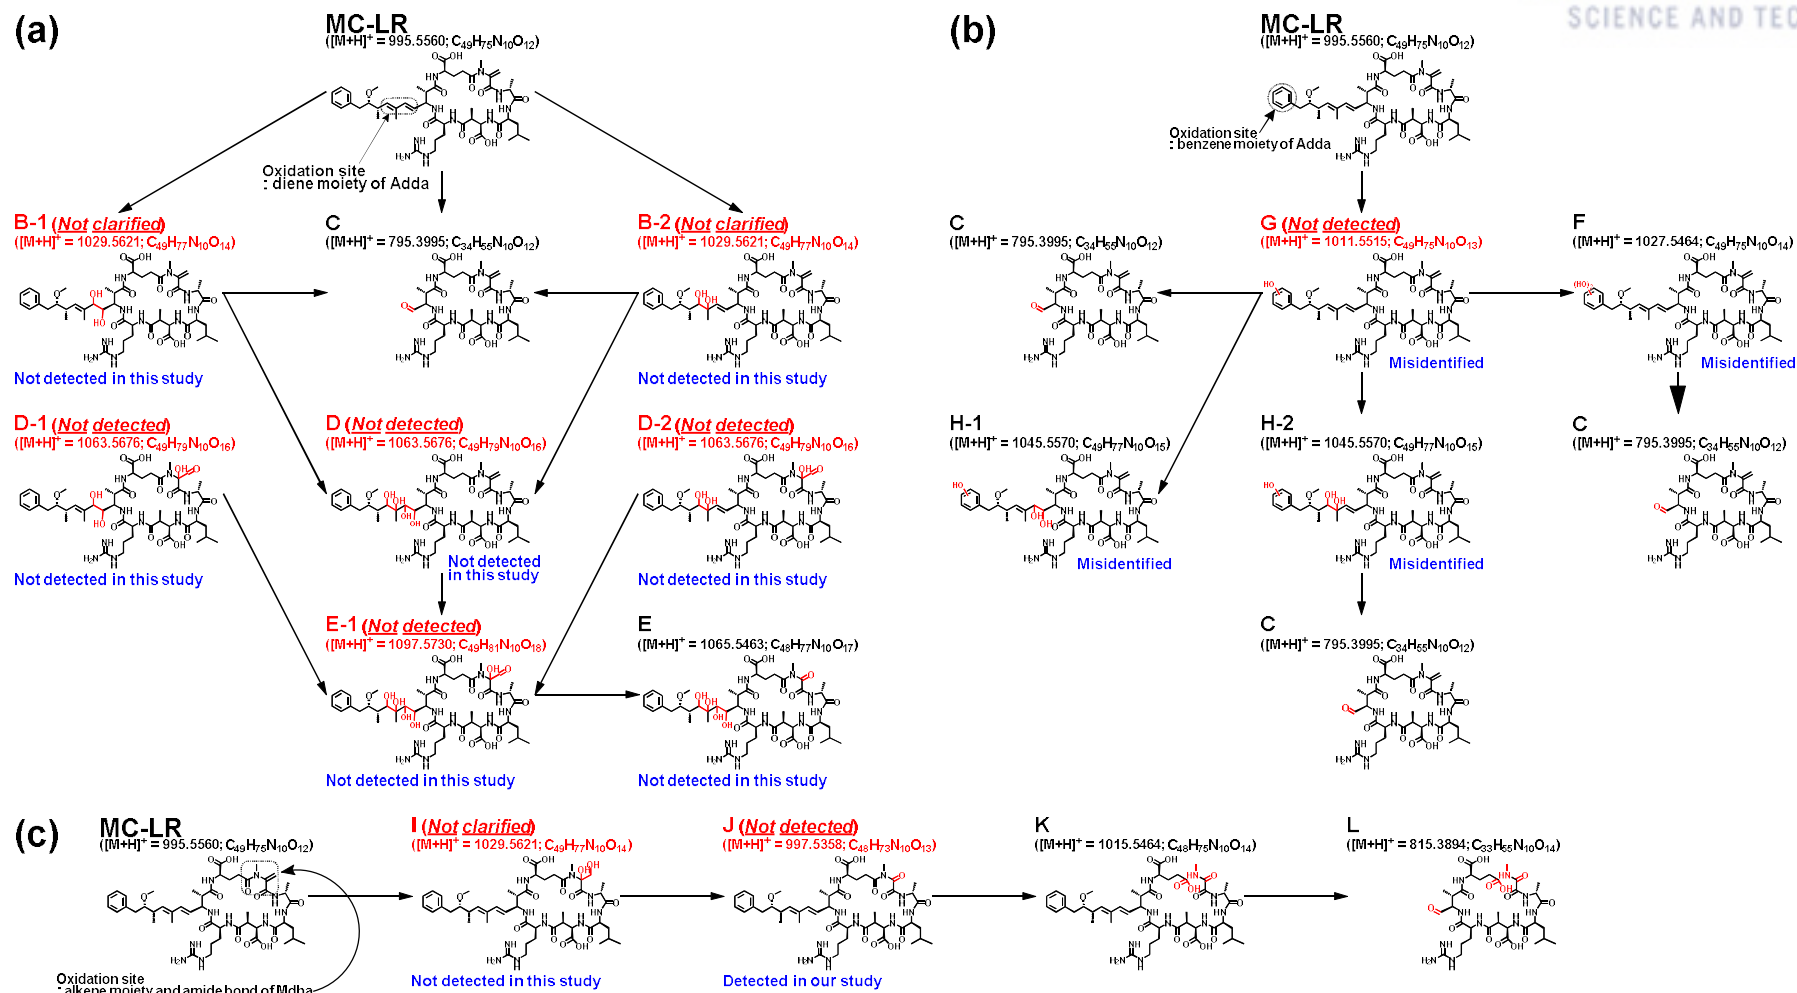 SCIENCE AND TEC
(a)
MC-LR
([M+H]+ = 995.5560; C49H75N10O12)
Oxidation site
: diene moiety of Adda
B-1 (Not clarified)
([M+H]+ = 1029.5621; C49H77N10O14)
Not detected in this study
C
([M+H]+ = 795.3995; C34H55N10O12)
B-2 (Not clarified)
([M+H]+ = 1029.5621; C49H77N10O14)
Not detected in this study
D-1 (Not detected)
([M+H]+ = 1063.5676; C49H79N10O16)
Not detected in this study
D (Not detected)
([M+H]+ = 1063.5676; C49H79N10O16)
Not detected
in this study
D-2 (Not detected)
([M+H]+ = 1063.5676; C49H79N10O16)
Not detected in this study
E-1 (Not detected)
([M+H]+ = 1097.5730; C49H81N10O18)
Not detected in this study
E
([M+H]+ = 1065.5463; C48H77N10O17)
Not detected in this study
(b)
MC-LR
([M+H]+ = 995.5560; C49H75N10O12)
Oxidation site
: benzene moiety of Adda
C
([M+H]+ = 795.3995; C34H55N10O12)
G (Not detected)
([M+H]+ = 1011.5515; C49H75N10O13)
Misidentified
F
([M+H]+ = 1027.5464; C49H75N10O14)
Misidentified
H-1
([M+H]+ = 1045.5570; C49H77N10O15)
Misidentified
H-2
([M+H]+ = 1045.5570; C49H77N10O15)
Misidentified
C
([M+H]+ = 795.3995; C34H55N10O12)
C
([M+H]+ = 795.3995; C34H55N10O12)
(c)
MC-LR
([M+H]+ = 995.5560; C49H75N10O12)
Oxidation site
: alkene moiety and amide bond of Mdha
I (Not clarified)
([M+H]+ = 1029.5621; C49H77N10O14)
Not detected in this study
J (Not detected)
([M+H]+ = 997.5358; C48H73N10O13)
Detected in our study
K
([M+H]+ = 1015.5464; C48H75N10O14)
L
([M+H]+ = 815.3894; C33H55N10O14)